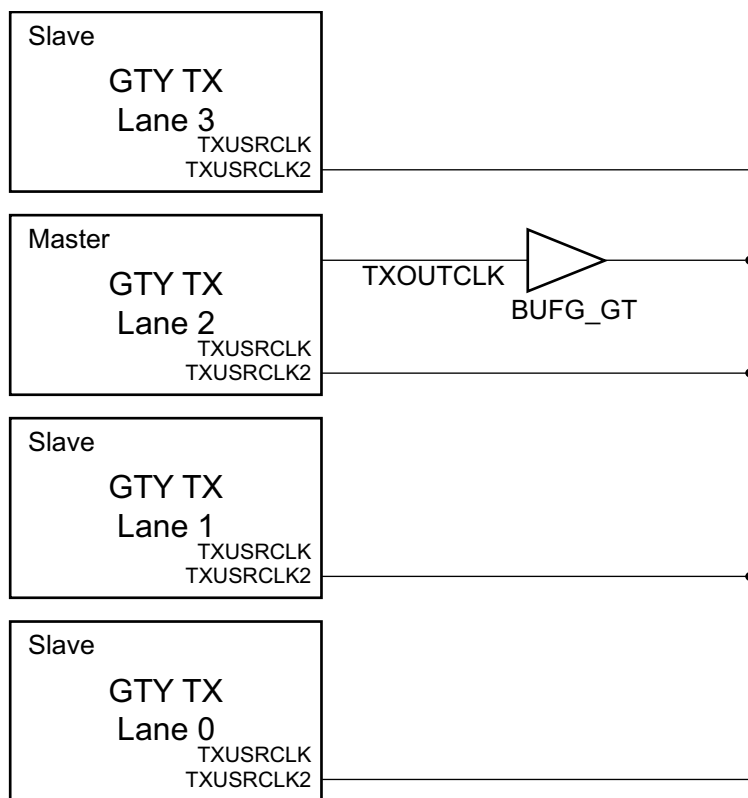 Slave
GTY TX
Lane 3
TXUSRCLK
TXUSRCLK2
Master
GTY TX
Lane 2
TXUSRCLK
TXUSRCLK2
TXOUTCLK
BUFG_GT
Slave
GTY TX
Lane 1
TXUSRCLK
TXUSRCLK2
Slave
GTY TX
Lane 0
TXUSRCLK
TXUSRCLK2